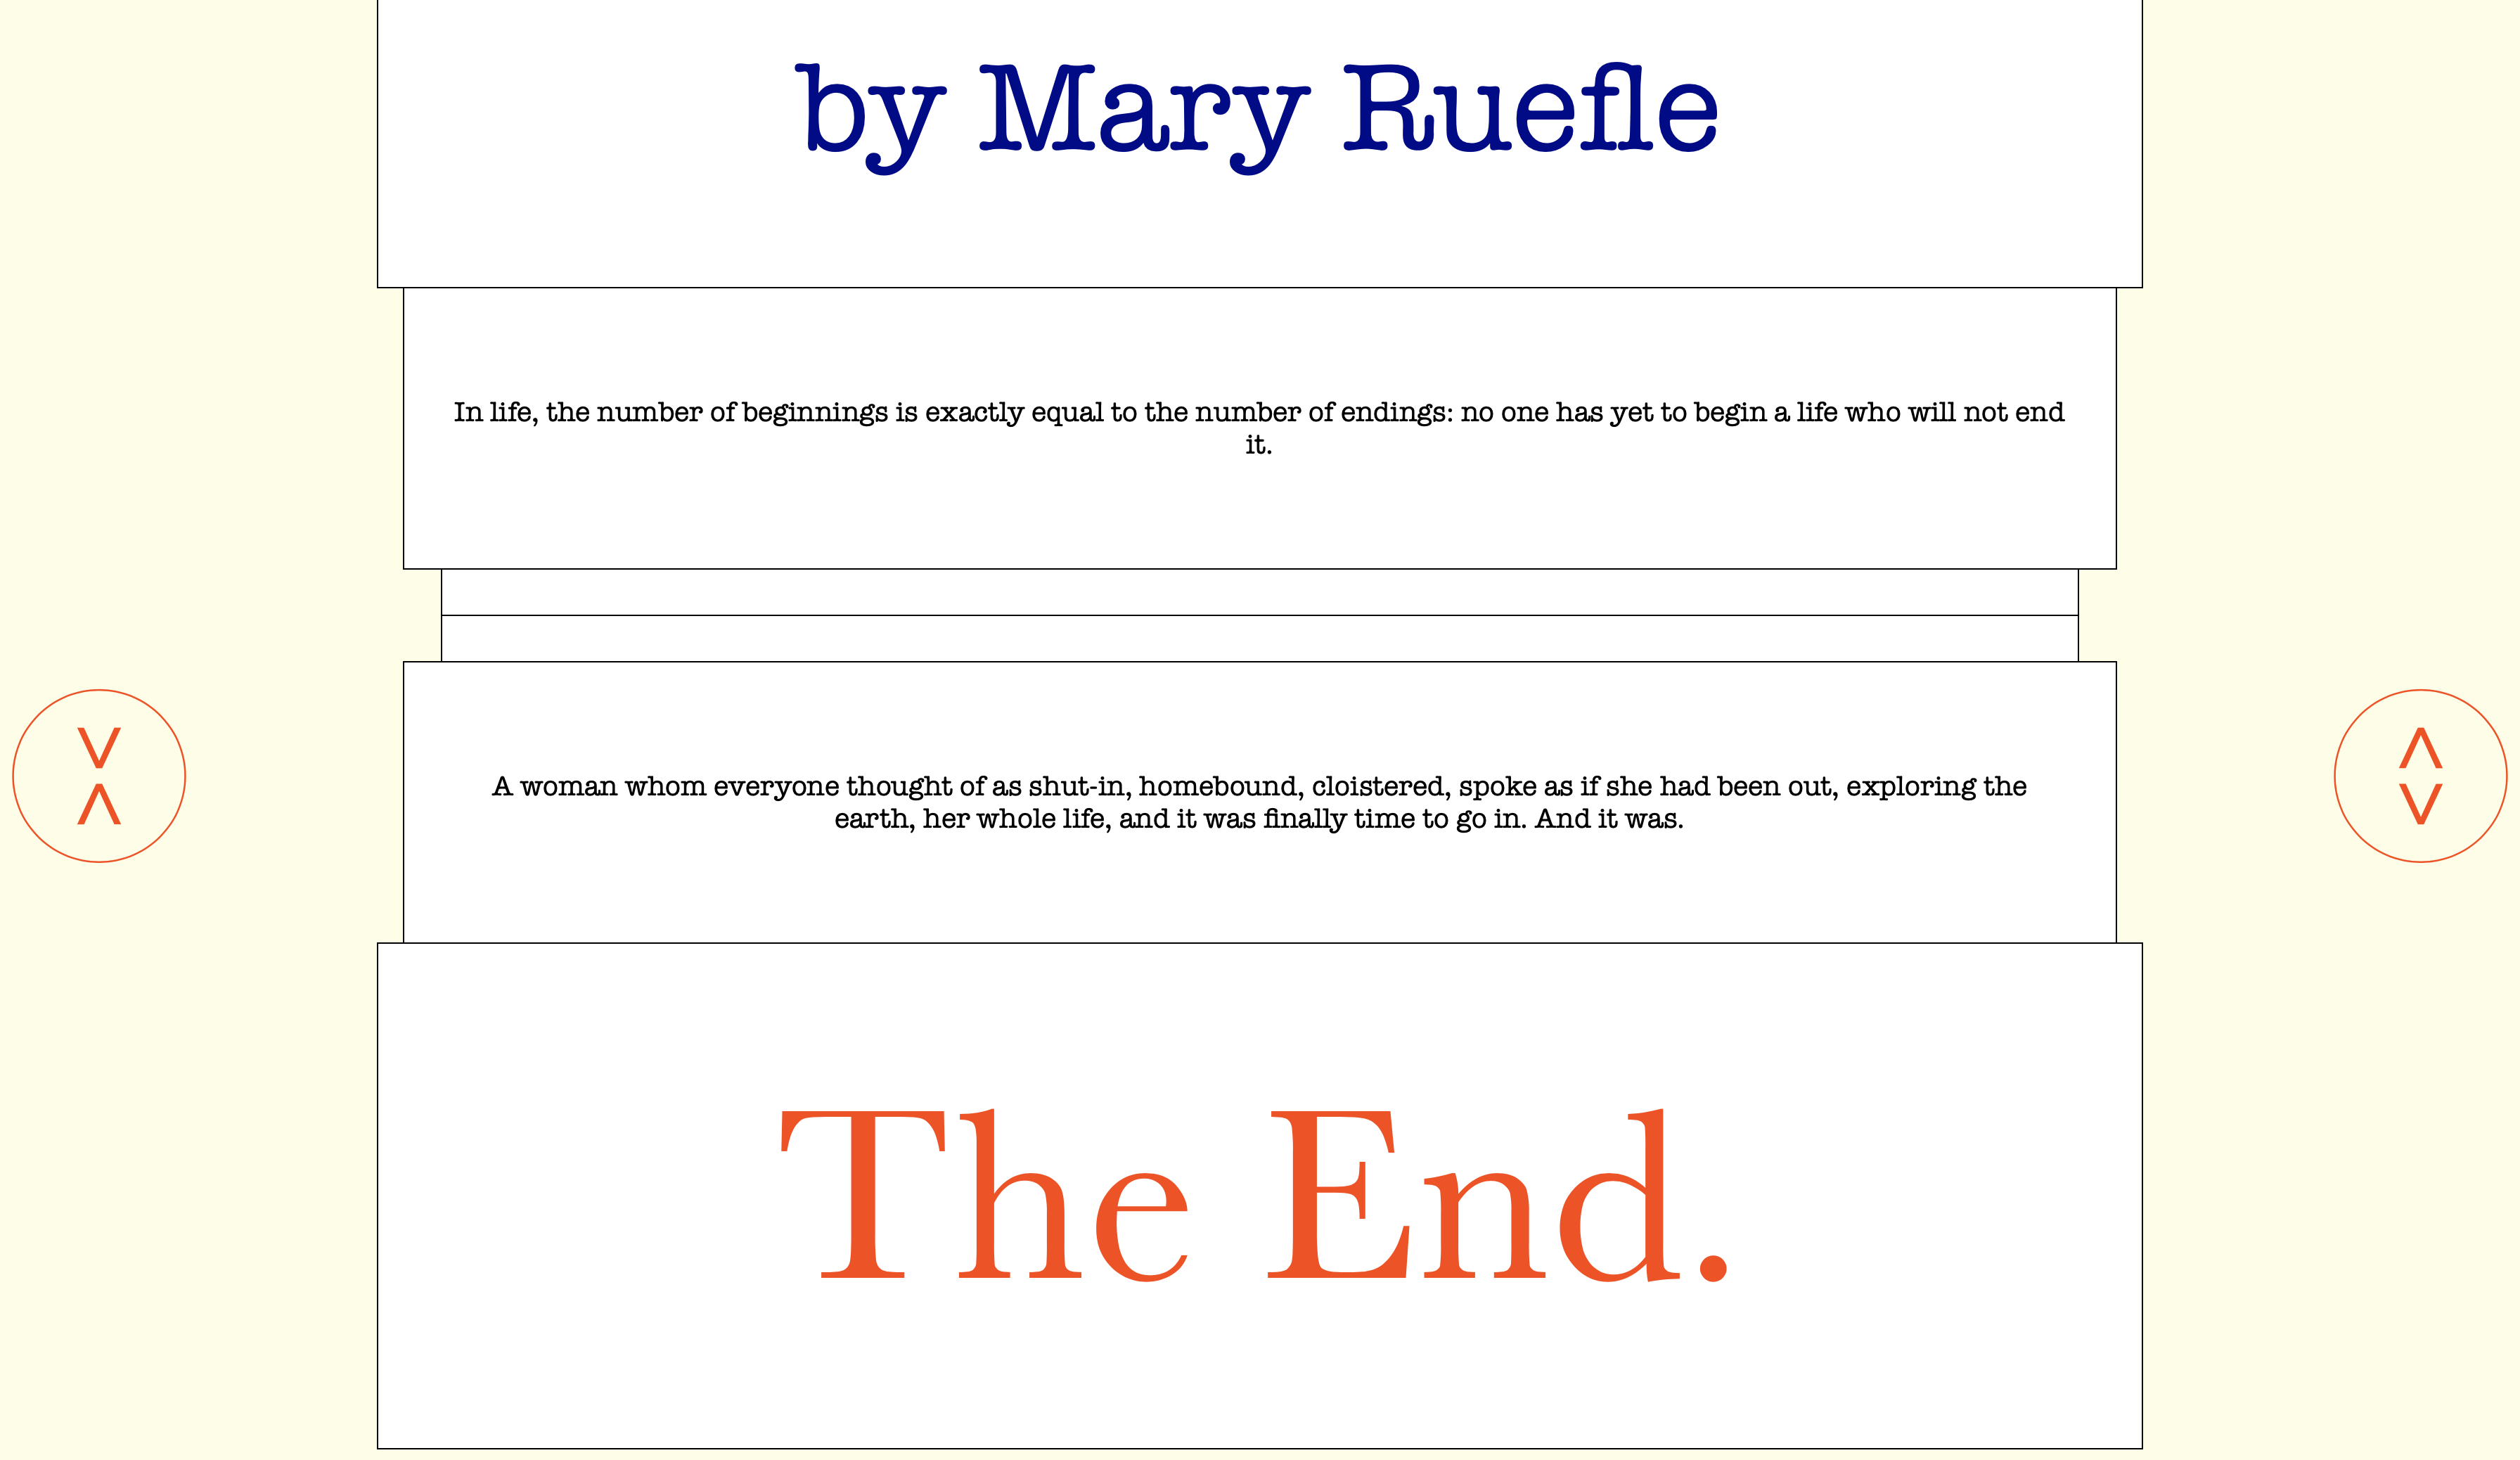 by Mary Ruefle
In life, the number of beginnings is exactly equal to the number of endings: no one has yet to begin a life who will not end
it.
A woman whom everyone thought of as shut-in, homebound, cloistered, spoke as if she had been out, exploring the
earth, her whole life, and it was finally time to go in. And it was.
The End.